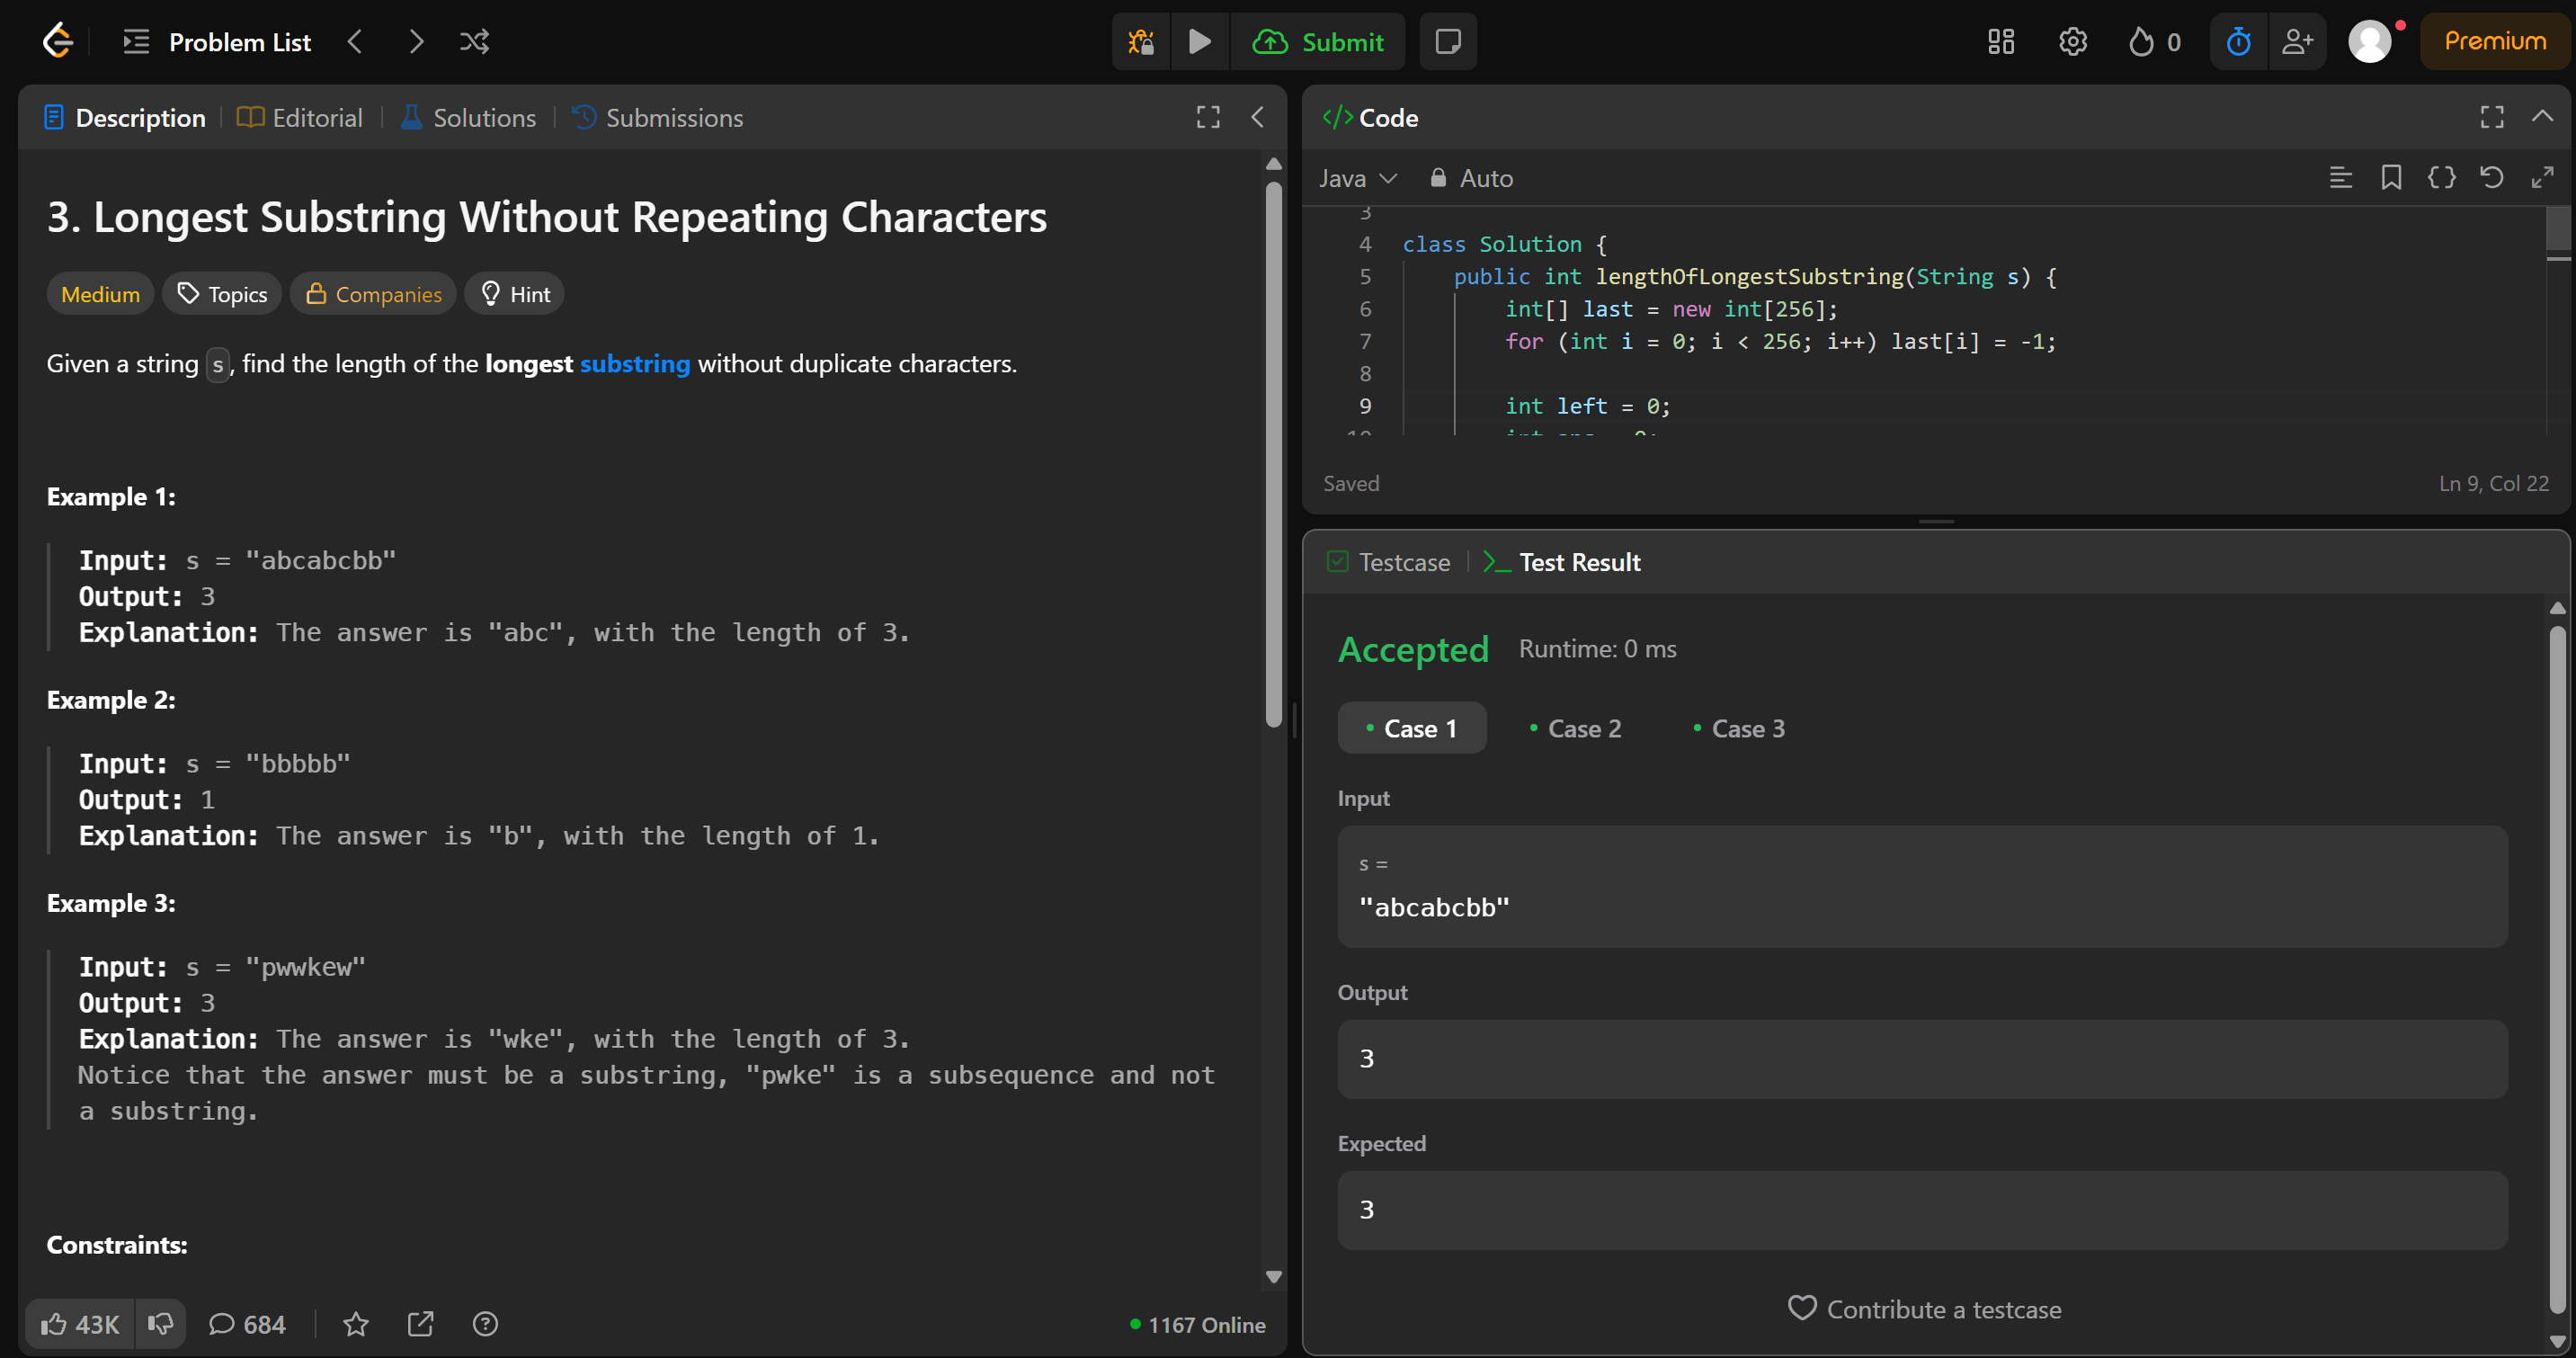 Problem List
Submit
0
Premium
Description
Editorial
Solutions
Submissions
3. Longest Substring Without Repeating Characters
Medium
Topics
Companies
Hint
Given a string s, find the length of the longest substring without duplicate characters.
Example 1:
Input: s = "abcabcbb"
Output: 3
Explanation: The answer is "abc", with the length of 3.
Example 2:
Input: s = "bbbbb"
Output: 1
Explanation: The answer is "b", with the length of 1.
Example 3:
Input: s = "pwwkew"
Output: 3
Explanation: The answer is "wke", with the length of 3.
Notice that the answer must be a substring, "pwke" is a subsequence and not
a substring.
Constraints:
43K
684
1167 Online
</> Code
Java
Auto
3
4 class Solution {
5 public int lengthOfLongestSubstring(String s) {
6 int[] last = new int[256];
7 for (int i = 0; i < 256; i++) last[i] = -1;
8
9 int left = 0;
Saved
Ln 9, Col 22
Testcase
Test Result
Accepted
Runtime: 0 ms
Case 1
Case 2
Case 3
Input
s =
"abcabcbb"
Output
3
Expected
3
Contribute a testcase